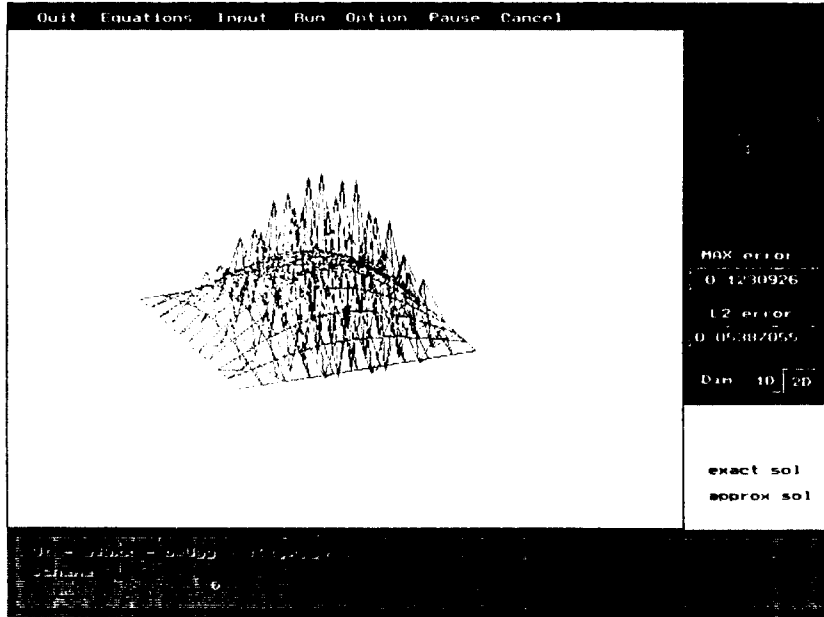 Quit Equations Input Run Option Pause Cancel
MAX error
0.1230926
L2 error
0.05387055
Dim 1D 2D
exact sol
approx sol